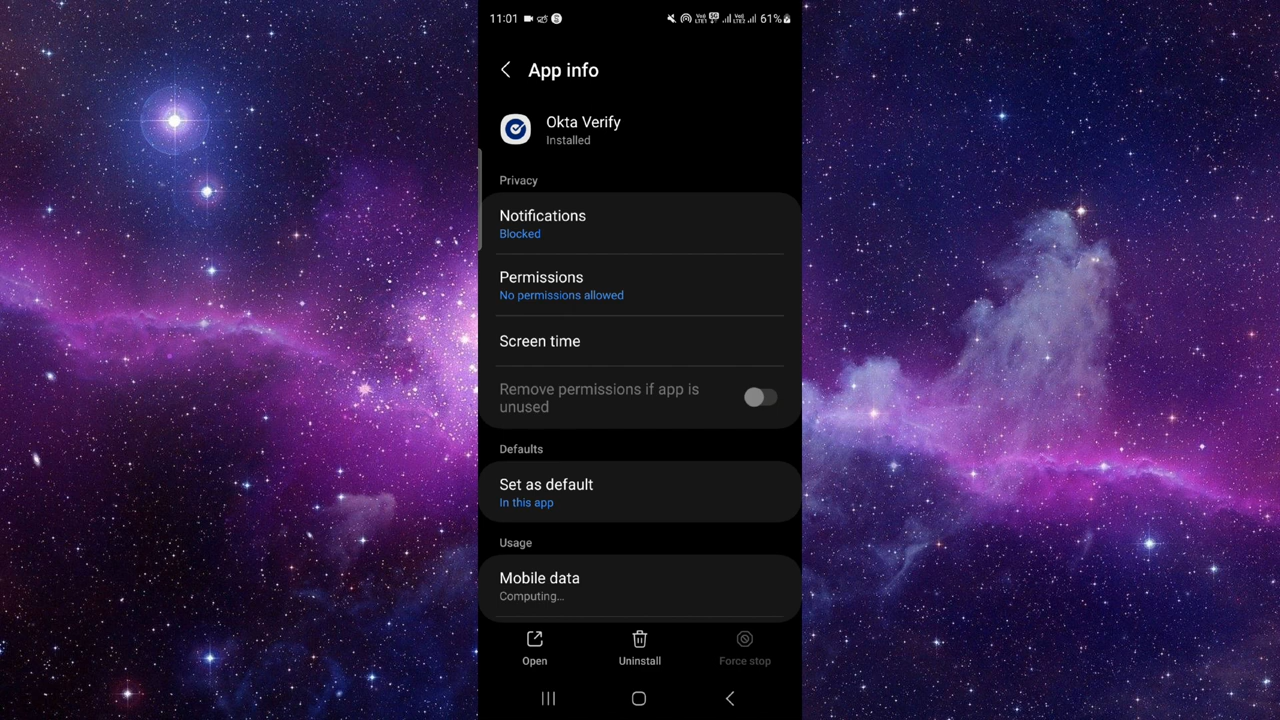 11:01
61%
App info
Okta Verify
Installed
Privacy
Notifications
Blocked
Permissions
No permissions allowed
Screen time
Remove permissions if app is
unused
Defaults
Set as default
In this app
Usage
Mobile data
Computing...
Open
Uninstall
Force stop